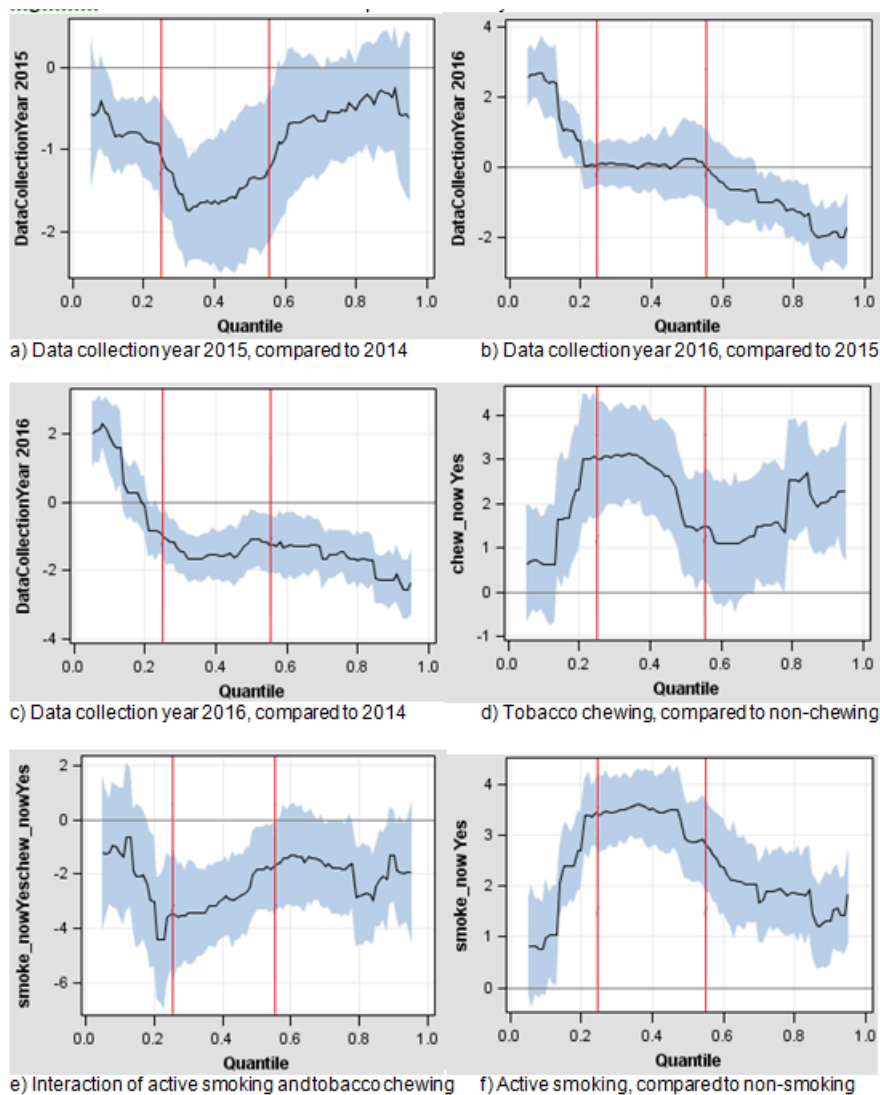 0
-1
-2
DataCollectionYear 2015
0.0 0.2 0.4 0.6 0.8 1.0
Quantile
a) Data collection year 2015, compared to 2014
4
2
0
-2
DataCollectionYear 2016
0.0 0.2 0.4 0.6 0.8 1.0
Quantile
b) Data collection year 2016, compared to 2015
2
0
-2
-4
DataCollectionYear 2016
0.0 0.2 0.4 0.6 0.8 1.0
Quantile
c) Data collection year 2016, compared to 2014
4
3
2
1
0
-1
chew_now Yes
0.0 0.2 0.4 0.6 0.8 1.0
Quantile
d) Tobacco chewing, compared to non-chewing
2
0
-2
-4
-6
smoke_nowYeschew_nowYes
0.0 0.2 0.4 0.6 0.8 1.0
Quantile
e) Interaction of active smoking and tobacco chewing
4
3
2
1
0
smoke_now Yes
0.0 0.2 0.4 0.6 0.8 1.0
Quantile
f) Active smoking, compared to non-smoking